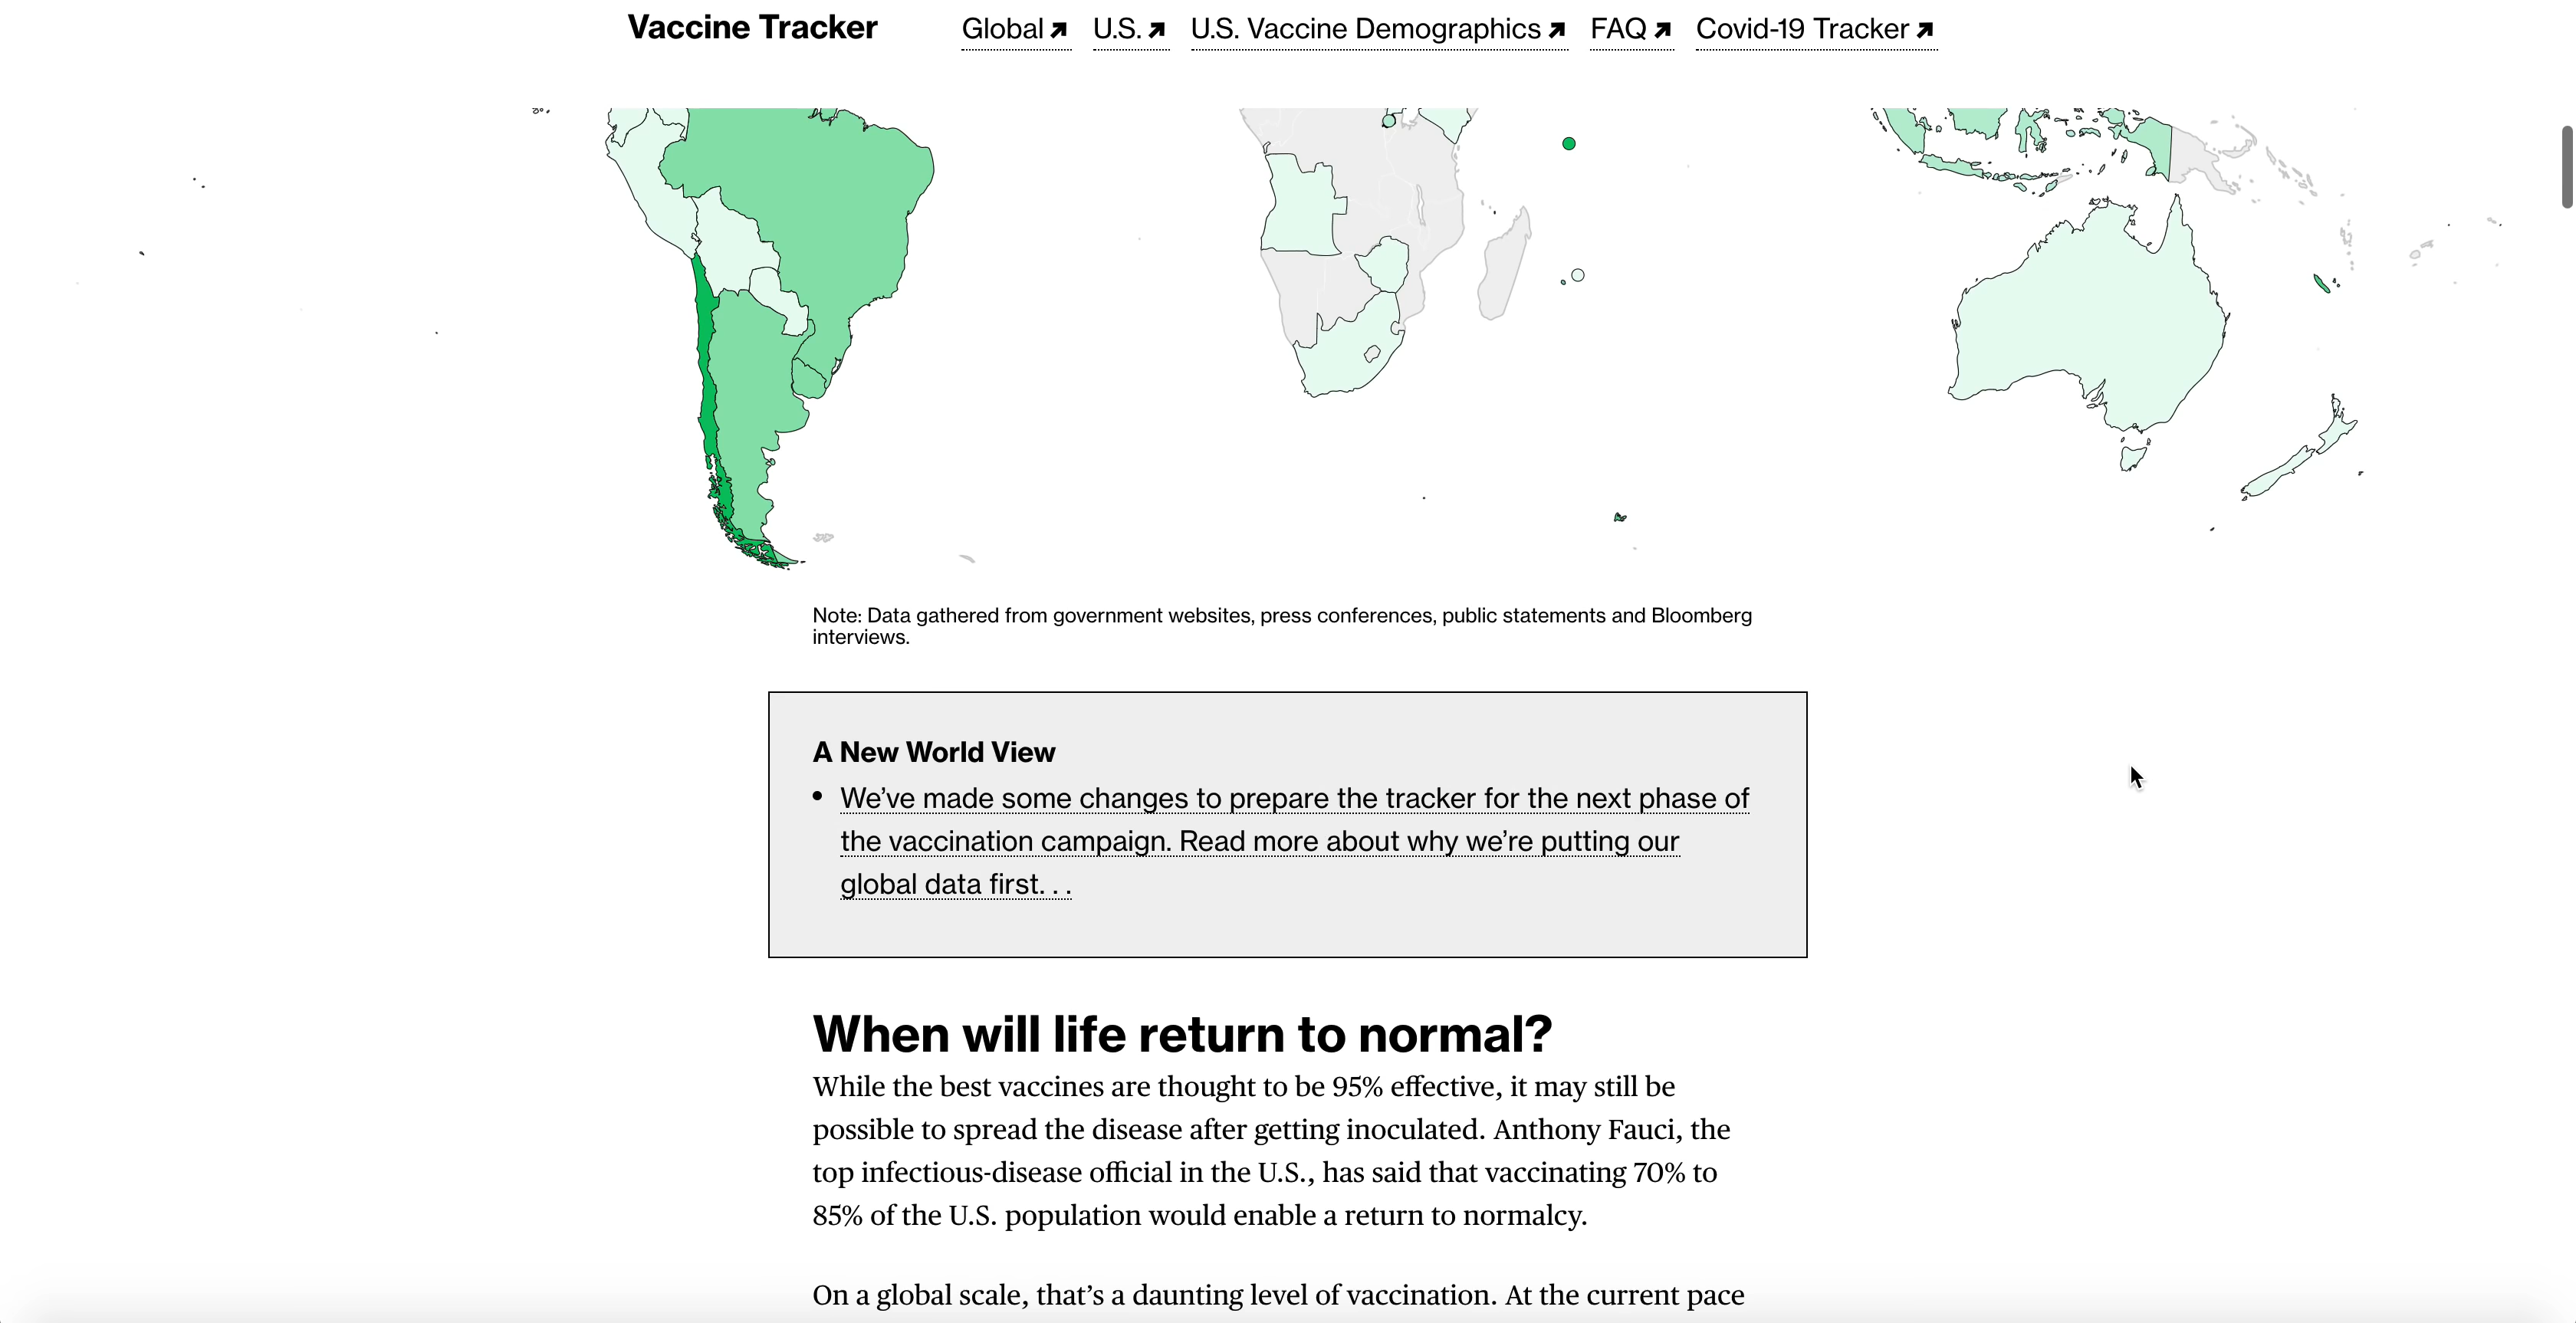 Vaccine Tracker Global U.S. U.S. Vaccine Demographics FAQ Covid-19 Tracker
Note: Data gathered from government websites, press conferences, public statements and Bloomberg
interviews.
A New World View
• We’ve made some changes to prepare the tracker for the next phase of
the vaccination campaign. Read more about why we’re putting our
global data first. . .
When will life return to normal?
While the best vaccines are thought to be 95% effective, it may still be
possible to spread the disease after getting inoculated. Anthony Fauci, the
top infectious-disease official in the U.S., has said that vaccinating 70% to
85% of the U.S. population would enable a return to normalcy.
On a global scale, that’s a daunting level of vaccination. At the current pace